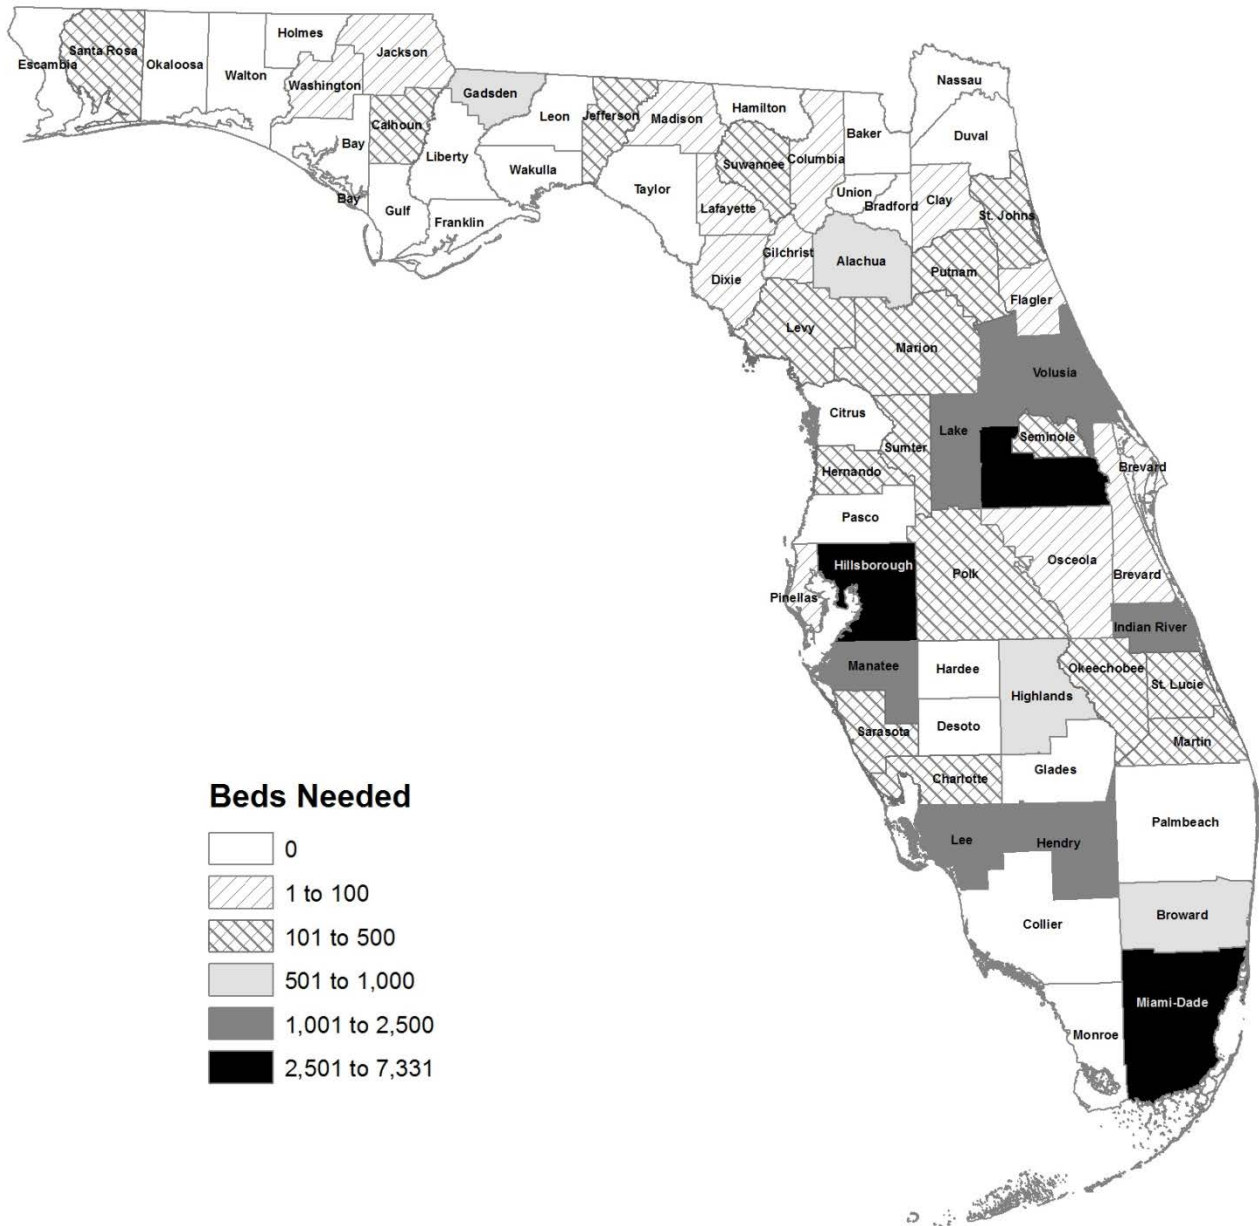 Holmes
Jackson
Santa Rosa
Escambia
Okaloosa
Walton
Washington
Gadsden
Nassau
Calhoun
Leon
Jefferson
Madison
Hamilton
Baker
Duval
Bay
Liberty
Wakulla
Suwannee
Columbia
Taylor
Union
Bradford
Clay
Bay
Gulf
Franklin
Lafayette
St. Johns
Gilchrist
Alachua
Putnam
Dixie
Flagler
Levy
Marion
Volusia
Citrus
Lake
Seminole
Sumter
Hernando
Brevard
Pasco
Hillsborough
Polk
Osceola
Brevard
Pinellas
Indian River
Manatee
Hardee
Okeechobee
Highlands
St. Lucie
Sarasota
Desoto
Martin
Charlotte
Glades
Palmbeach
Lee
Hendry
Collier
Broward
Miami-Dade
Monroe
Beds Needed
0
1 to 100
101 to 500
501 to 1,000
1,001 to 2,500
2,501 to 7,331